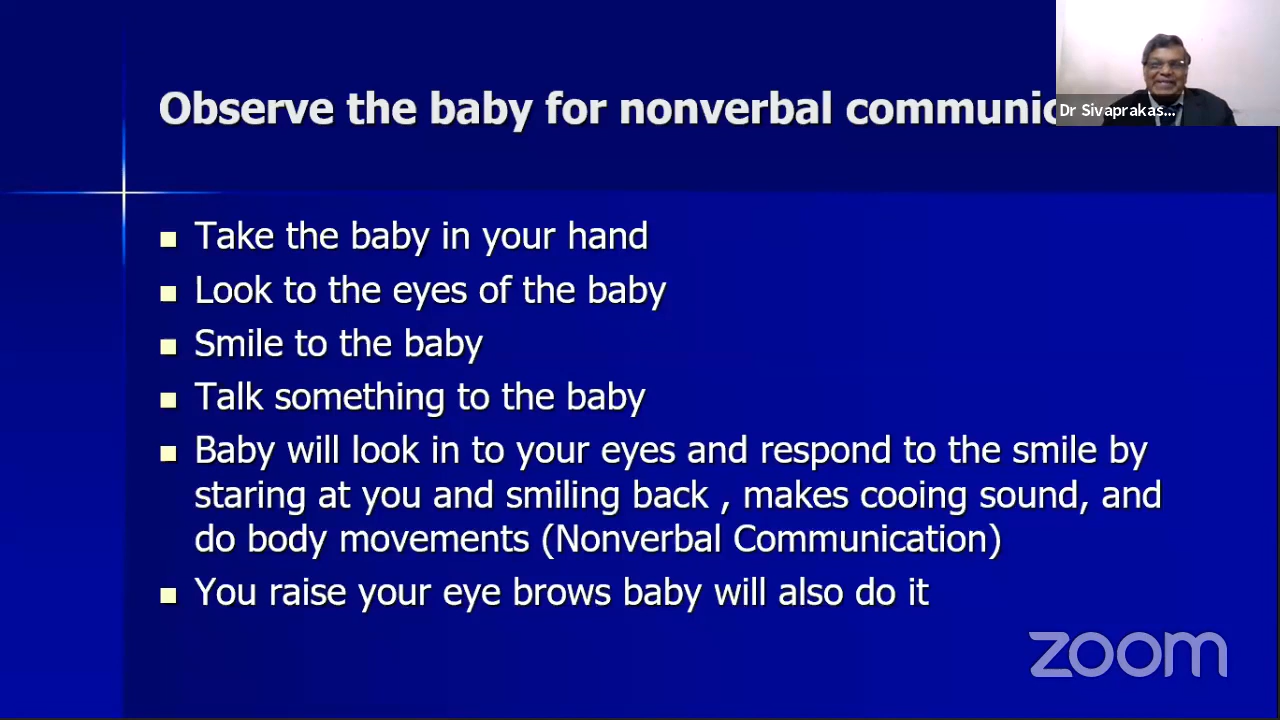 Observe the baby for nonverbal
Dr Sivaprakas...
Take the baby in your hand
Look to the eyes of the baby
Smile to the baby
Talk something to the baby
Baby will look in to your eyes and respond to the smile by
staring at you and smiling back , makes cooing sound, and
do body movements (Nonverbal Communication)
You raise your eye brows baby will also do it
zoom